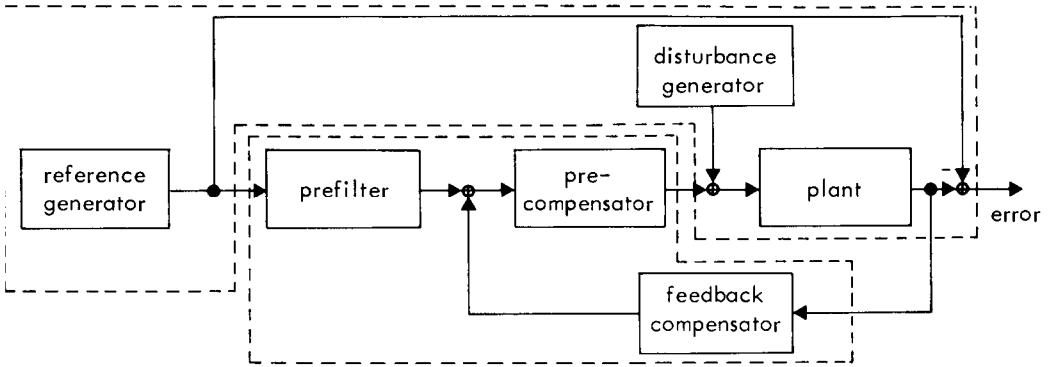 disturbance
generator
reference
generator
prefilter
pre-
compensator
plant
-
error
feedback
compensator